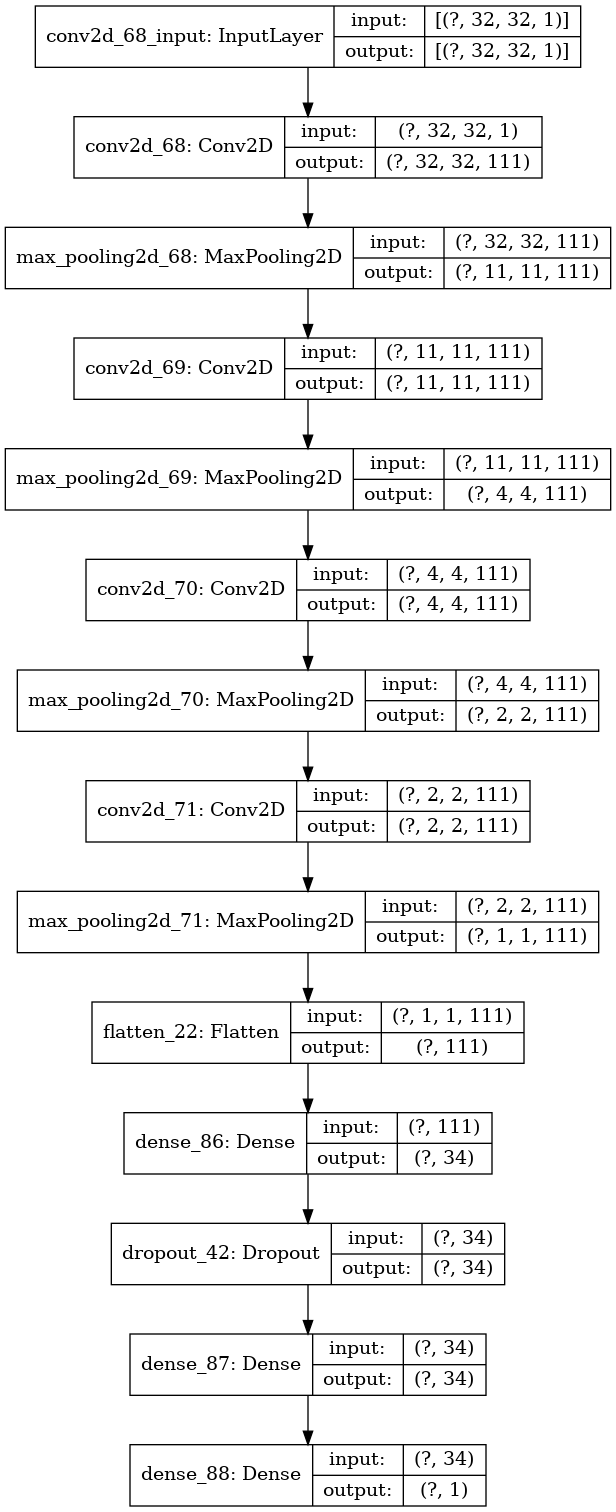 conv2d_68_input: InputLayer input: [(?, 32, 32, 1)]
output: [(?, 32, 32, 1)]
conv2d_68: Conv2D input: (?, 32, 32, 1)
output: (?, 32, 32, 111)
max_pooling2d_68: MaxPooling2D input: (?, 32, 32, 111)
output: (?, 11, 11, 111)
conv2d_69: Conv2D input: (?, 11, 11, 111)
output: (?, 11, 11, 111)
max_pooling2d_69: MaxPooling2D input: (?, 11, 11, 111)
output: (?, 4, 4, 111)
conv2d_70: Conv2D input: (?, 4, 4, 111)
output: (?, 4, 4, 111)
max_pooling2d_70: MaxPooling2D input: (?, 4, 4, 111)
output: (?, 2, 2, 111)
conv2d_71: Conv2D input: (?, 2, 2, 111)
output: (?, 2, 2, 111)
max_pooling2d_71: MaxPooling2D input: (?, 2, 2, 111)
output: (?, 1, 1, 111)
flatten_22: Flatten input: (?, 1, 1, 111)
output: (?, 111)
dense_86: Dense input: (?, 111)
output: (?, 34)
dropout_42: Dropout input: (?, 34)
output: (?, 34)
dense_87: Dense input: (?, 34)
output: (?, 34)
dense_88: Dense input: (?, 34)
output: (?, 1)